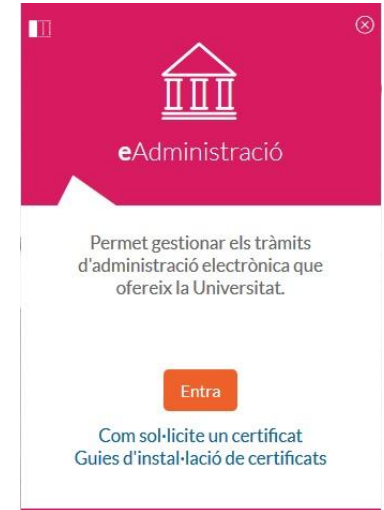 eAdministració
Permet gestionar els tràmits
d'administració electrònica que
ofereix la Universitat.
Entra
Com sol·licite un certificat
Guies d'instal·lació de certificats